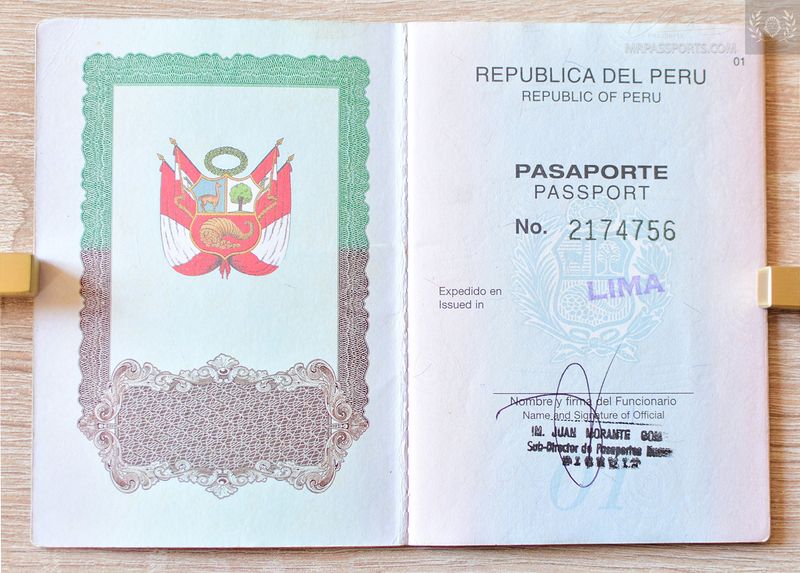 MRPASSPORTS.COM
01
REPUBLICA DEL PERU
REPUBLIC OF PERU
PASAPORTE
PASSPORT
No. 2174756
Expedido en
Issued in
LIMA
Nombre y firma del Funcionario
Name and Signature of Official
JUAN MORANTE
Sub-Director de Pasaportes
01